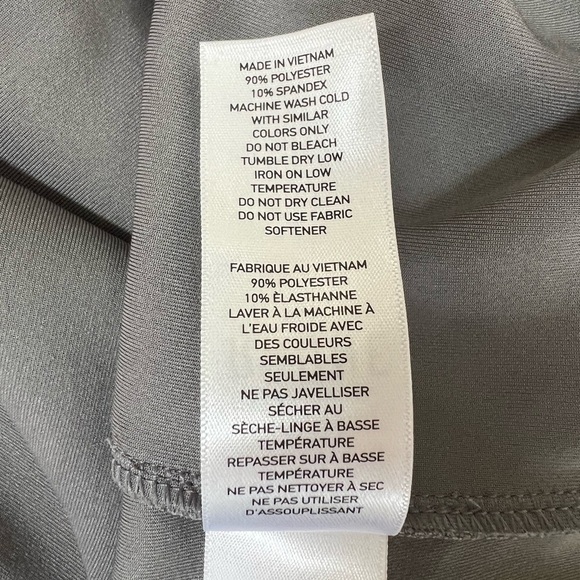 MADE IN VIETNAM
90% POLYESTER
10% SPANDEX
MACHINE WASH COLD
WITH SIMILAR
COLORS ONLY
DO NOT BLEACH
TUMBLE DRY LOW
IRON ON LOW
TEMPERATURE
DO NOT DRY CLEAN
DO NOT USE FABRIC
SOFTENER
FABRIQUE AU VIETNAM
90% POLYESTER
10% ÈLASTHANNE
LAVER À LA MACHINE À
L'EAU FROIDE AVEC
DES COULEURS
SEMBLABLES
SEULEMENT
NE PAS JAVELLISER
SÉCHER AU
SÈCHE-LINGE À BASSE
TEMPÉRATURE
REPASSER SUR À BASSE
TEMPÉRATURE
NE PAS NETTOYER À SEC
NE PAS UTILISER
D'ASSOUPLISSANT